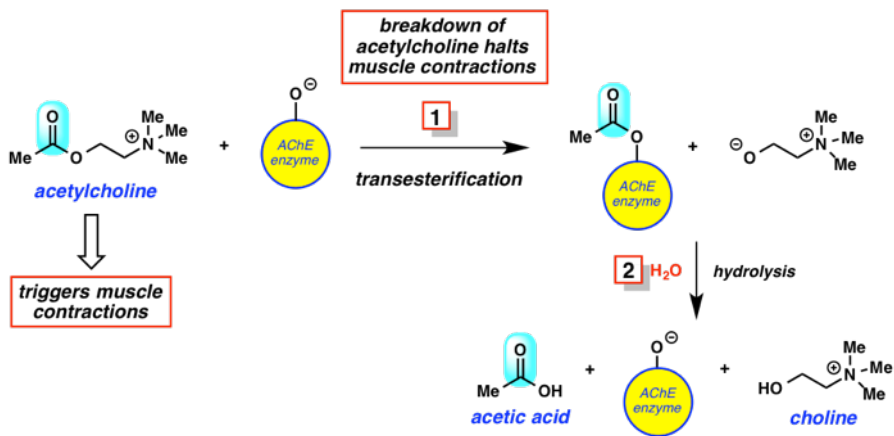 breakdown of
acetylcholine halts
muscle contractions
O
Me
O
N
Me
Me
Me
⊕
acetylcholine
+
O
⊖
AChE
enzyme
1
transesterification
O
Me
O
AChE
enzyme
+
⊖
O
N
Me
Me
Me
⊕
triggers muscle
contractions
2 H₂O hydrolysis
O
Me
OH
acetic acid
+
O
⊖
AChE
enzyme
+
HO
N
Me
Me
Me
⊕
choline